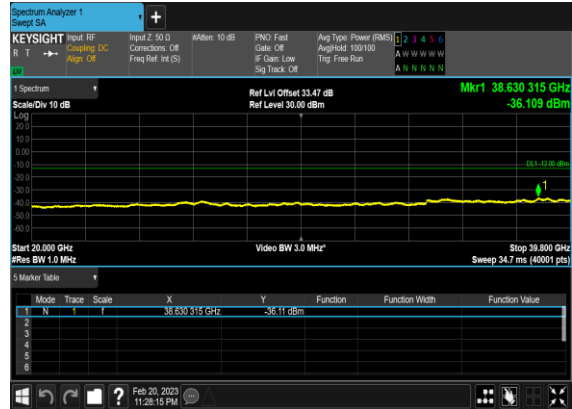 Spectrum Analyzer 1
Swept SA
+
KEYSIGHT Input: RF Input Z: 50 Ω #Atten: 10 dB PNO: Fast Avg Type: Power (RMS) 1 2 3 4 5 6
R T Coupling: DC Corrections: Off Gate: Off Avg|Hold: 100/100 A W W W W W
Align: Off Freq Ref: Int (S) IF Gain: Low Trig: Free Run
Sig Track: Off A N N N N N
1 Spectrum Ref Lvl Offset 33.47 dB Mkr1 38.630 315 GHz
Scale/Div 10 dB Ref Level 30.00 dBm -36.109 dBm
Log
20.0
10.0
0.00
-10.0
DL1 -13.00 dBm
-20.0
-30.0
1
-40.0
-50.0
-60.0
Start 20.000 GHz Video BW 3.0 MHz* Stop 39.800 GHz
#Res BW 1.0 MHz Sweep 34.7 ms (40001 pts)
5 Marker Table
Mode Trace Scale X Y Function Function Width Function Value
1 N 1 f 38.630 315 GHz -36.11 dBm
2
3
4
5
6
? Feb 20, 2023
11:28:15 PM